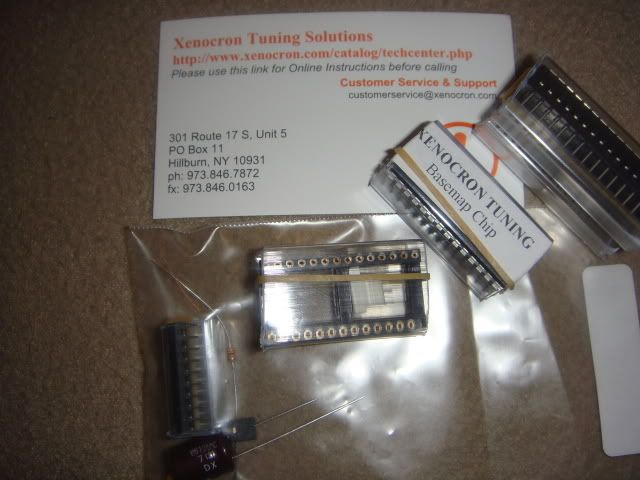 Xenocron Tuning Solutions
http://www.xenocron.com/catalog/techcenter.php
Please use this link for Online Instructions before calling
Customer Service & Support
customerservice@xenocron.com
301 Route 17 S, Unit 5
PO Box 11
Hillburn, NY 10931
ph: 973.846.7872
fx: 973.846.0163
XENOCRON TUNING
Basemap Chip
DX